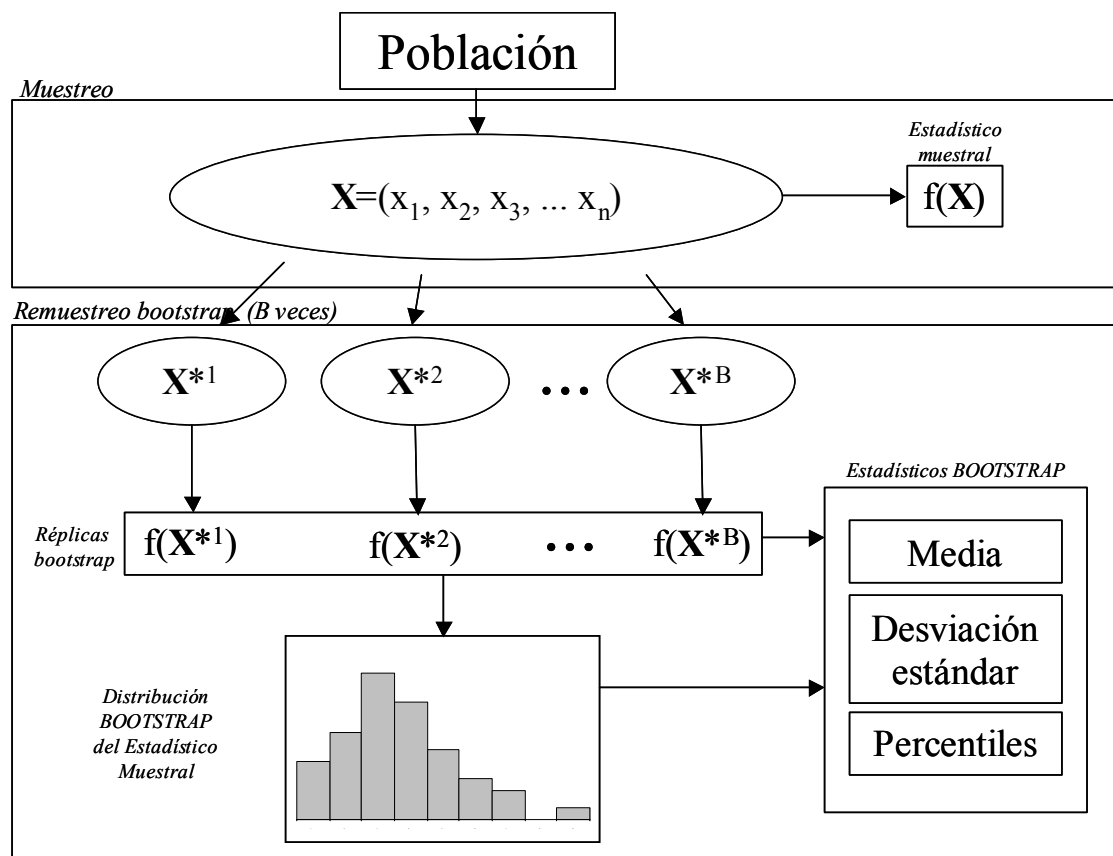 Población
Muestreo
Estadístico
muestral
X=(x1, x2, x3, ... xn)
f(X)
Remuestreo bootstrap (B veces)
X*1
X*2
...
X*B
Estadísticos BOOTSTRAP
Réplicas
bootstrap
f(X*1)
f(X*2)
...
f(X*B)
Media
Desviación
estándar
Percentiles
Distribución
BOOTSTRAP
del Estadístico
Muestral